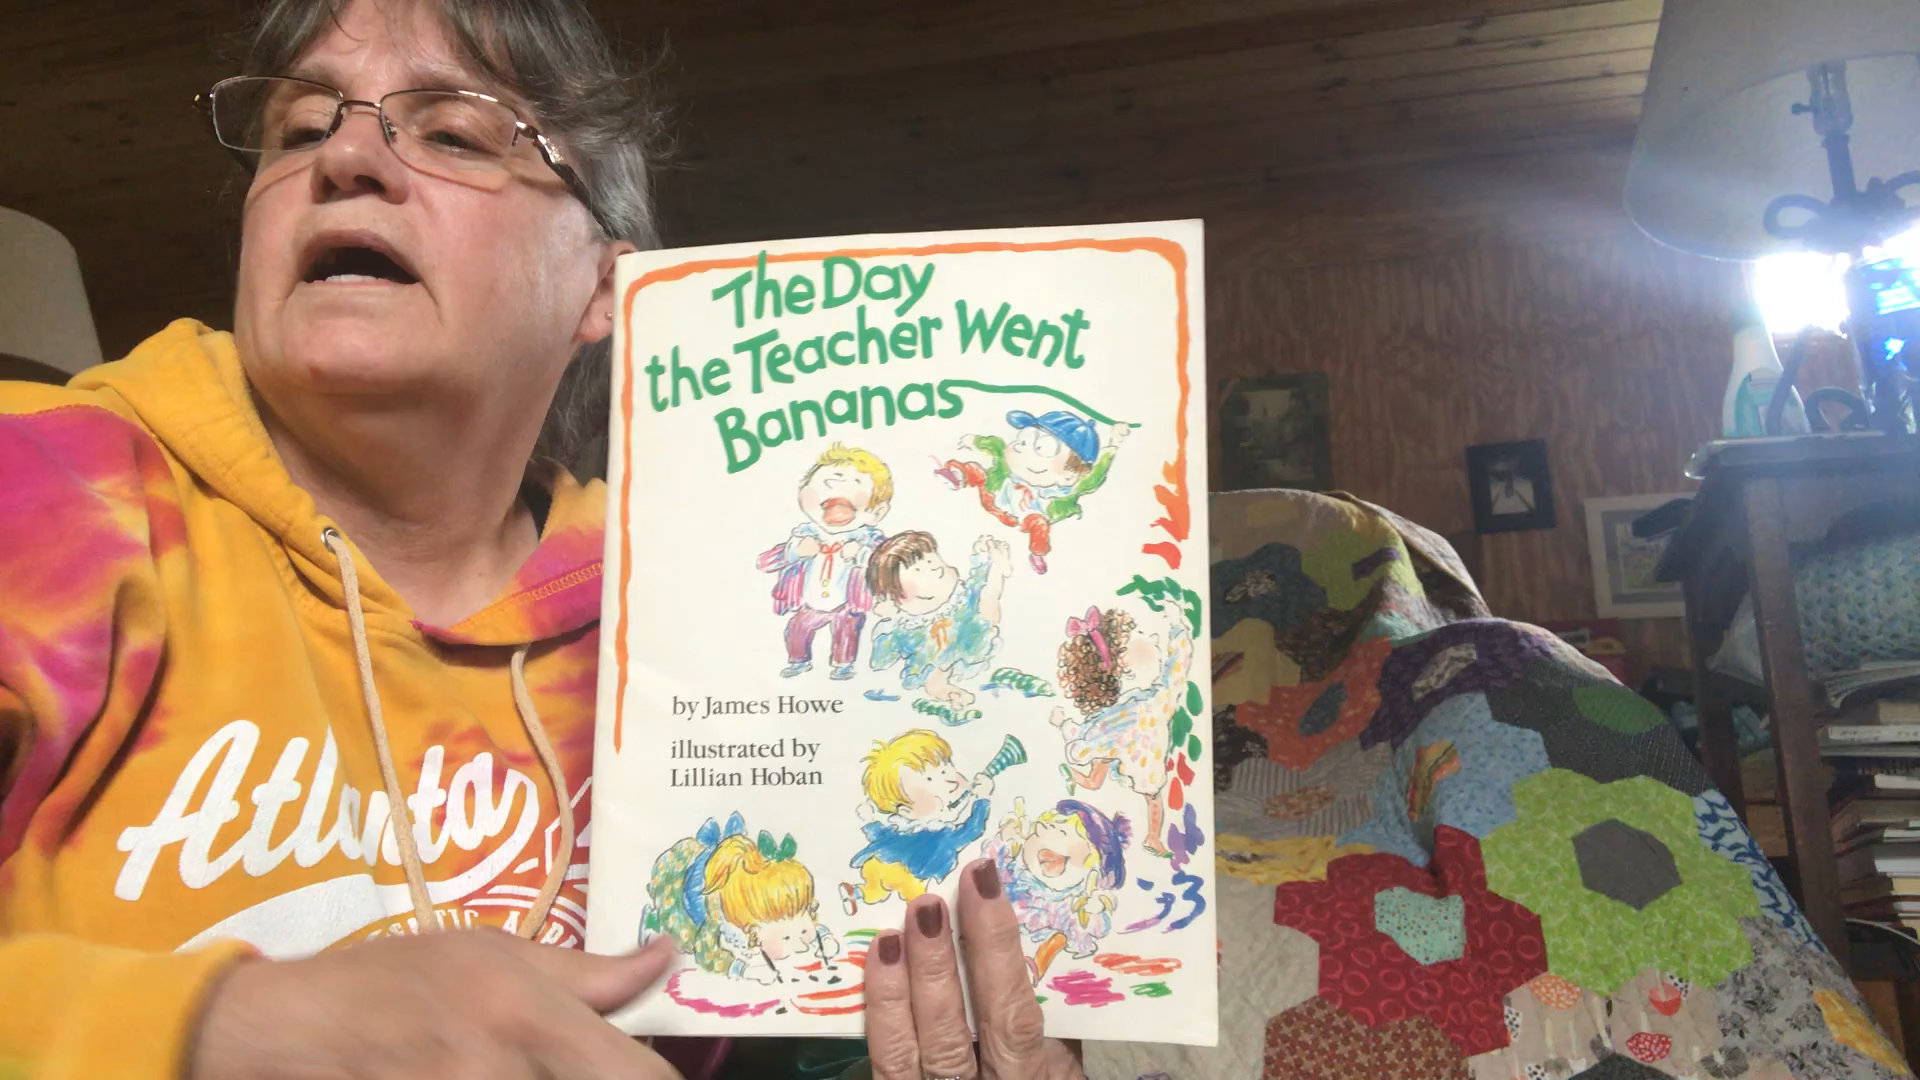 The Day
the Teacher Went
Bananas
by James Howe
illustrated by
Lillian Hoban
Atlanta